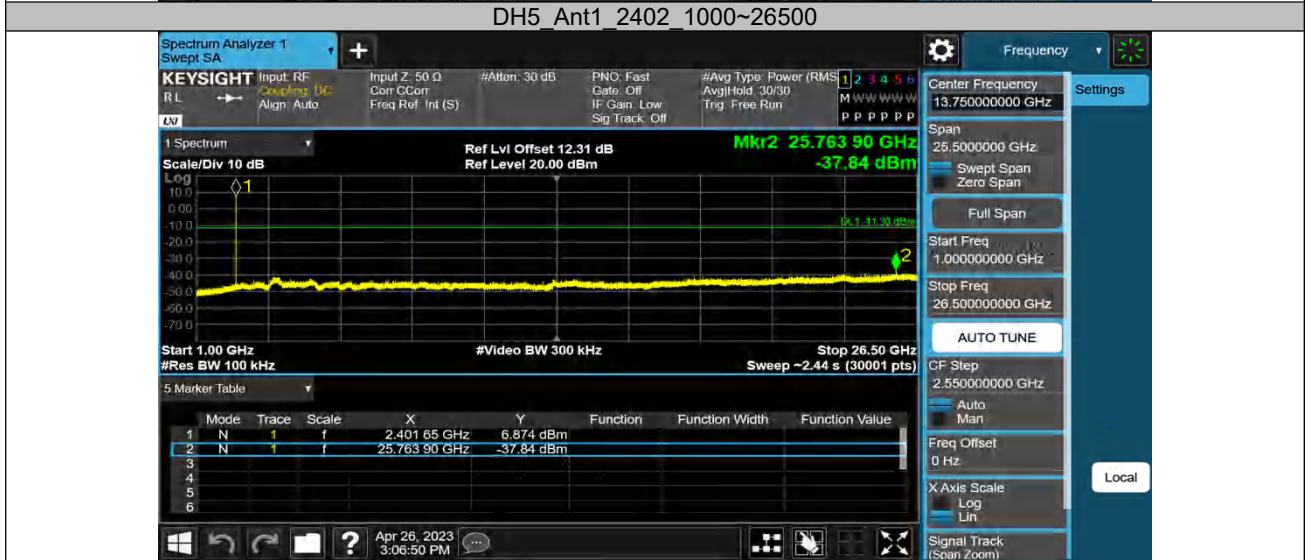 DH5_Ant1_2402_1000~26500
Spectrum Analyzer 1
Swept SA
+
Frequency
Settings
KEYSIGHT
RL
LXI
Input: RF
Coupling: DC
Align: Auto
Input Z: 50 Ω
Corr CCorr
Freq Ref: Int (S)
#Atten: 30 dB
PNO: Fast
Gate: Off
IF Gain: Low
Sig Track: Off
#Avg Type: Power (RMS
Avg|Hold: 30/30
Trig: Free Run
1 2 3 4 5 6
M W W W W W
P P P P P P
1 Spectrum
Scale/Div 10 dB
Ref Lvl Offset 12.31 dB
Ref Level 20.00 dBm
Mkr2 25.763 90 GHz
-37.84 dBm
Log
10.0
0.00
-10.0
-20.0
-30.0
-40.0
-50.0
-60.0
-70.0
1
DL1 -11.30 dBm
2
Start 1.00 GHz
#Res BW 100 kHz
#Video BW 300 kHz
Stop 26.50 GHz
Sweep ~2.44 s (30001 pts)
5 Marker Table
Mode Trace Scale X Y Function Function Width Function Value
1 N 1 f 2.401 65 GHz 6.874 dBm
2 N 1 f 25.763 90 GHz -37.84 dBm
3
4
5
6
?
Apr 26, 2023
3:06:50 PM
Center Frequency
13.750000000 GHz
Span
25.5000000 GHz
Swept Span
Zero Span
Full Span
Start Freq
1.000000000 GHz
Stop Freq
26.500000000 GHz
AUTO TUNE
CF Step
2.550000000 GHz
Auto
Man
Freq Offset
0 Hz
X Axis Scale
Log
Lin
Signal Track
(Span Zoom)
Local